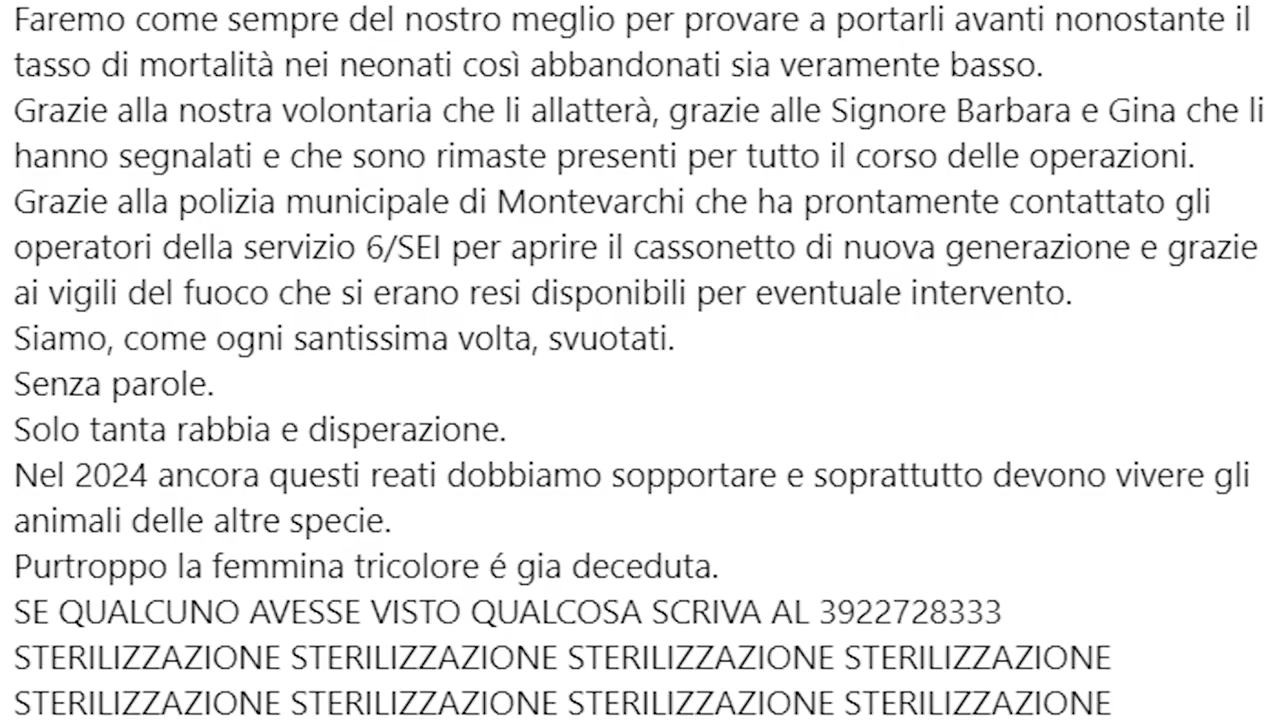 Faremo come sempre del nostro meglio per provare a portarli avanti nonostante il
tasso di mortalità nei neonati così abbandonati sia veramente basso.
Grazie alla nostra volontaria che li allatterà, grazie alle Signore Barbara e Gina che li
hanno segnalati e che sono rimaste presenti per tutto il corso delle operazioni.
Grazie alla polizia municipale di Montevarchi che ha prontamente contattato gli
operatori della servizio 6/SEI per aprire il cassonetto di nuova generazione e grazie
ai vigili del fuoco che si erano resi disponibili per eventuale intervento.
Siamo, come ogni santissima volta, svuotati.
Senza parole.
Solo tanta rabbia e disperazione.
Nel 2024 ancora questi reati dobbiamo sopportare e soprattutto devono vivere gli
animali delle altre specie.
Purtroppo la femmina tricolore é gia deceduta.
SE QUALCUNO AVESSE VISTO QUALCOSA SCRIVA AL 3922728333
STERILIZZAZIONE STERILIZZAZIONE STERILIZZAZIONE STERILIZZAZIONE
STERILIZZAZIONE STERILIZZAZIONE STERILIZZAZIONE STERILIZZAZIONE